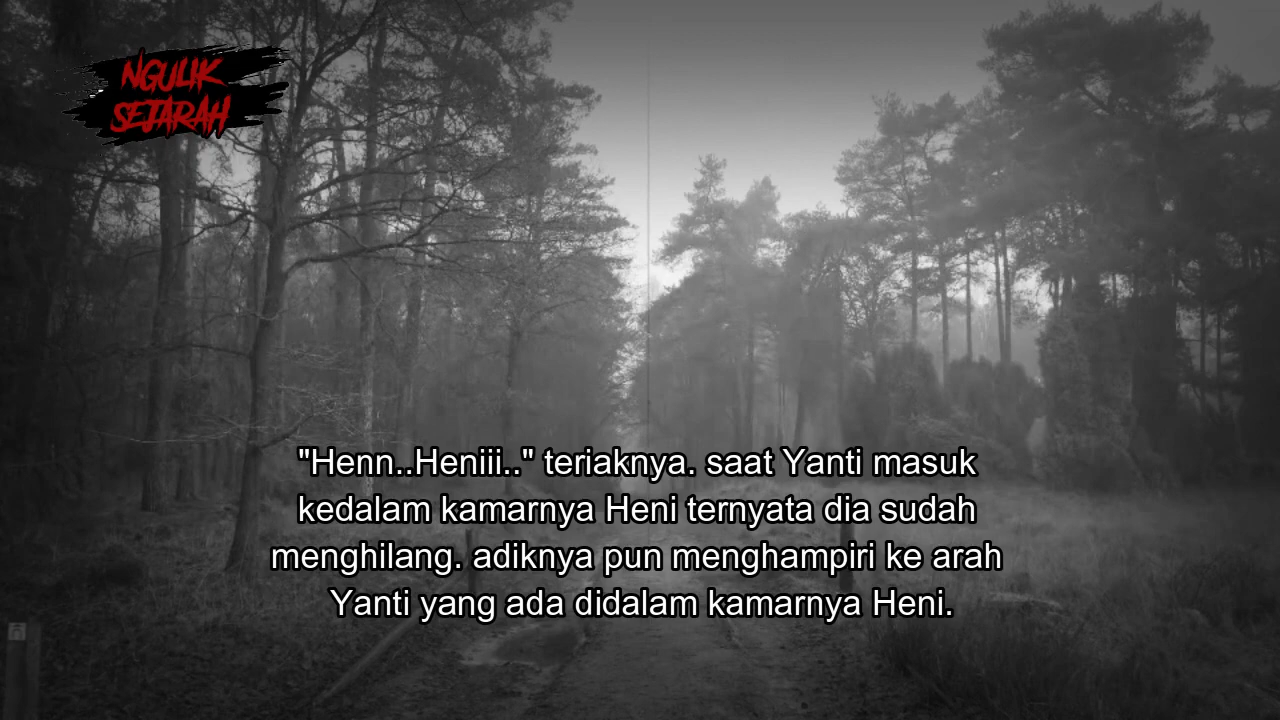 NGULIK
SEJARAH
"Henn..Heniii.." teriaknya. saat Yanti masuk
kedalam kamarnya Heni ternyata dia sudah
menghilang. adiknya pun menghampiri ke arah
Yanti yang ada didalam kamarnya Heni.